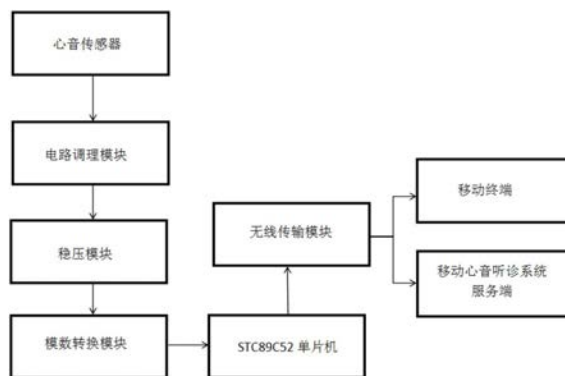 心音传感器
电路调理模块
稳压模块
模数转换模块
STC89C52 单片机
无线传输模块
移动终端
移动心音听诊系统
服务端